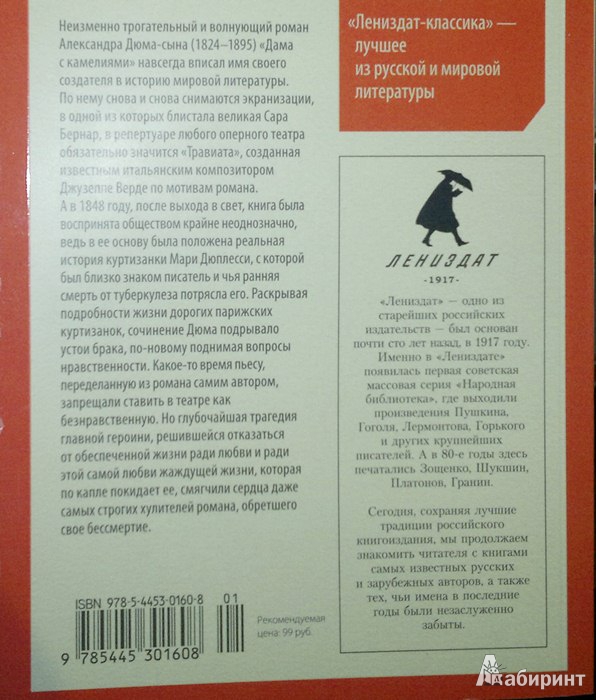 Неизменно трогательный и волнующий роман
Александра Дюма-сына (1824–1895) «Дама
с камелиями» навсегда вписал имя своего
создателя в историю мировой литературы.
По нему снова и снова снимаются экранизации,
в одной из которых блистала великая Сара
Бернар, в репертуаре любого оперного театра
обязательно значится «Травиата», созданная
известным итальянским композитором
Джузеппе Верде по мотивам романа.
А в 1848 году, после выхода в свет, книга была
воспринята обществом крайне неоднозначно,
ведь в ее основу была положена реальная
история куртизанки Мари Дюплесси, с которой
был близко знаком писатель и чья ранняя
смерть от туберкулеза потрясла его. Раскрывая
подробности жизни дорогих парижских
куртизанок, сочинение Дюма подрывало
устои брака, по-новому поднимая вопросы
нравственности. Какое-то время пьесу,
переделанную из романа самим автором,
запрещали ставить в театре как
безнравственную. Но глубочайшая трагедия
главной героини, решившейся отказаться
от обеспеченной жизни ради любви и ради
этой самой любви жаждущей жизни, которая
по капле покидает ее, смягчили сердца даже
самых строгих хулителей романа, обретшего
свое бессмертие.
ISBN 978-5-4453-0160-8
01
9 785445 301608
Рекомендуемая
цена: 99 руб.
«Лениздат-классика» —
лучшее
из русской и мировой
литературы
ЛЕНИЗДАТ
-1917-
«Лениздат» — одно из
старейших российских
издательств — был основан
почти сто лет назад, в 1917 году.
Именно в «Лениздате»
появилась первая советская
массовая серия «Народная
библиотека», где выходили
произведения Пушкина,
Гоголя, Лермонтова, Горького
и других крупнейших
писателей. А в 80-е годы здесь
печатались Зощенко, Шукшин,
Платонов, Гранин.
Сегодня, сохраняя лучшие
традиции российского
книгоиздания, мы продолжаем
знакомить читателя с книгами
самых известных русских
и зарубежных авторов, а также
тех, чьи имена в последние
годы были незаслуженно
забыты.
Лабиринт